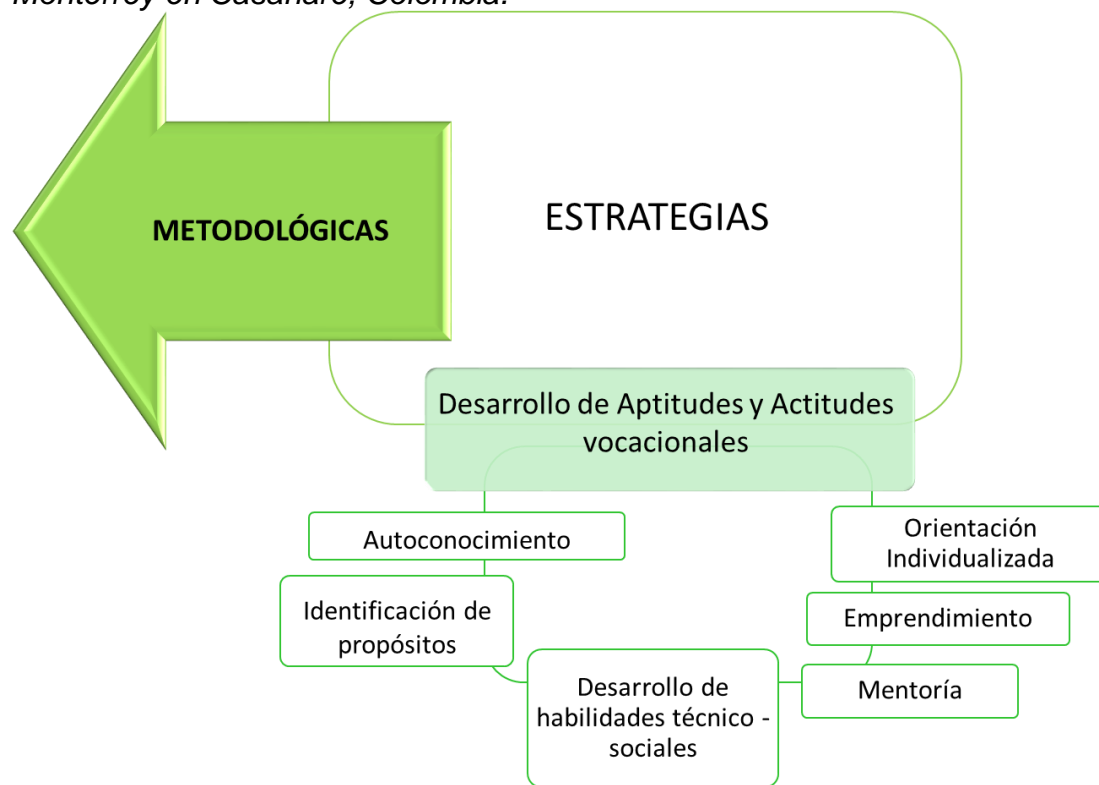 Monterrey en Casanare, Colombia.
METODOLÓGICAS
ESTRATEGIAS
Desarrollo de Aptitudes y Actitudes
vocacionales
Autoconocimiento
Orientación
Individualizada
Identificación de
propósitos
Emprendimiento
Desarrollo de
habilidades técnico -
sociales
Mentoría